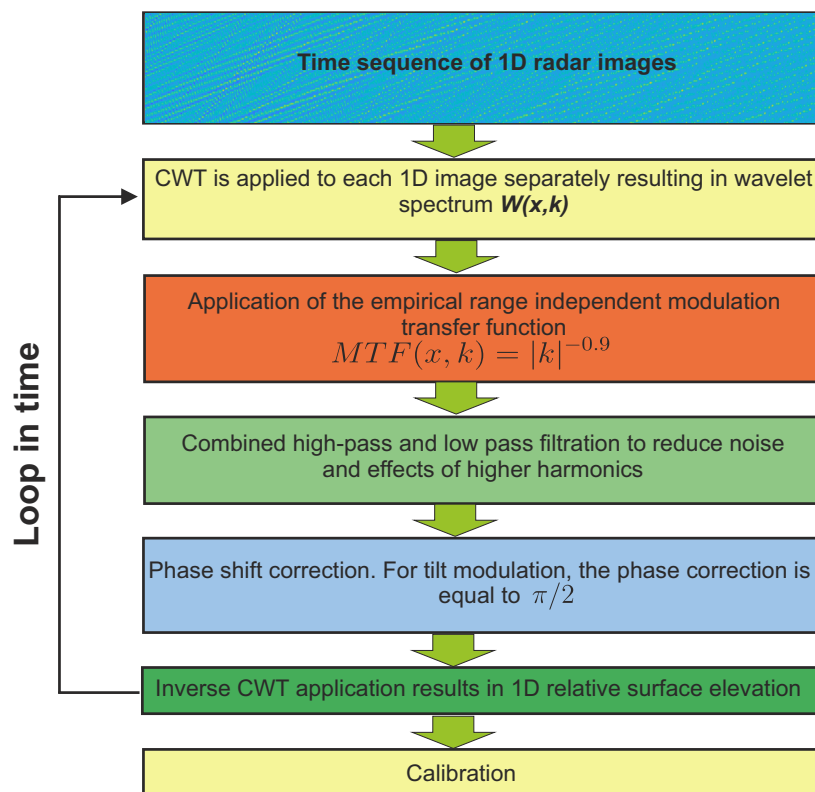 Time sequence of 1D radar images
CWT is applied to each 1D image separately resulting in wavelet
spectrum W(x,k)
Application of the empirical range independent modulation
transfer function
MTF(x, k) = |k|^{-0.9}
Combined high-pass and low pass filtration to reduce noise
and effects of higher harmonics
Phase shift correction. For tilt modulation, the phase correction is
equal to π/2
Inverse CWT application results in 1D relative surface elevation
Calibration
Loop in time